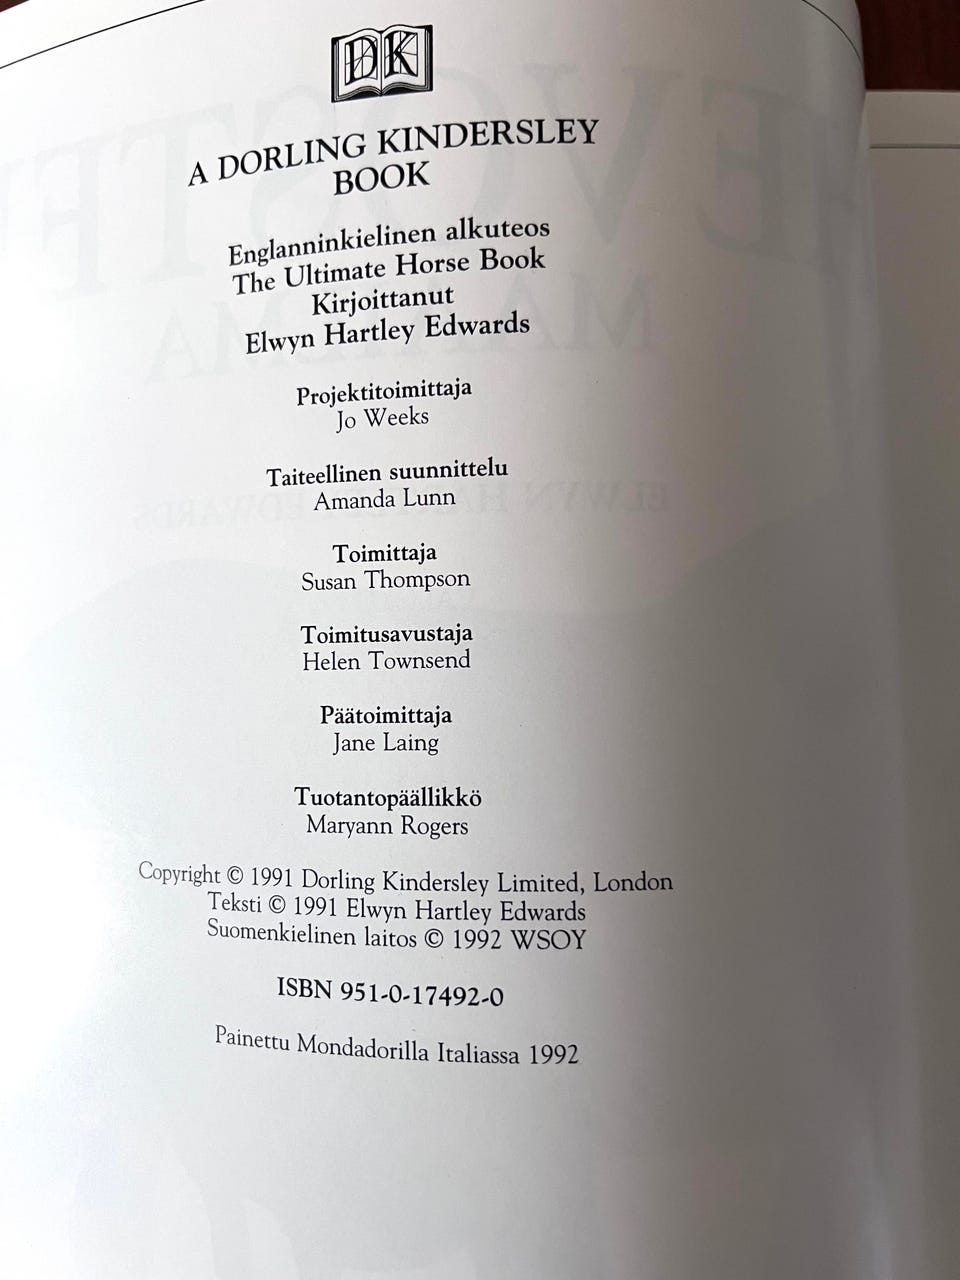 DK
A DORLING KINDERSLEY
BOOK
Englanninkielinen alkuteos
The Ultimate Horse Book
Kirjoittanut
Elwyn Hartley Edwards
Projektitoimittaja
Jo Weeks
Taiteellinen suunnittelu
Amanda Lunn
Toimittaja
Susan Thompson
Toimitusavustaja
Helen Townsend
Päätoimittaja
Jane Laing
Tuotantopäällikkö
Maryann Rogers
Copyright © 1991 Dorling Kindersley Limited, London
Teksti © 1991 Elwyn Hartley Edwards
Suomenkielinen laitos © 1992 WSOY
ISBN 951-0-17492-0
Painettu Mondadorilla Italiassa 1992